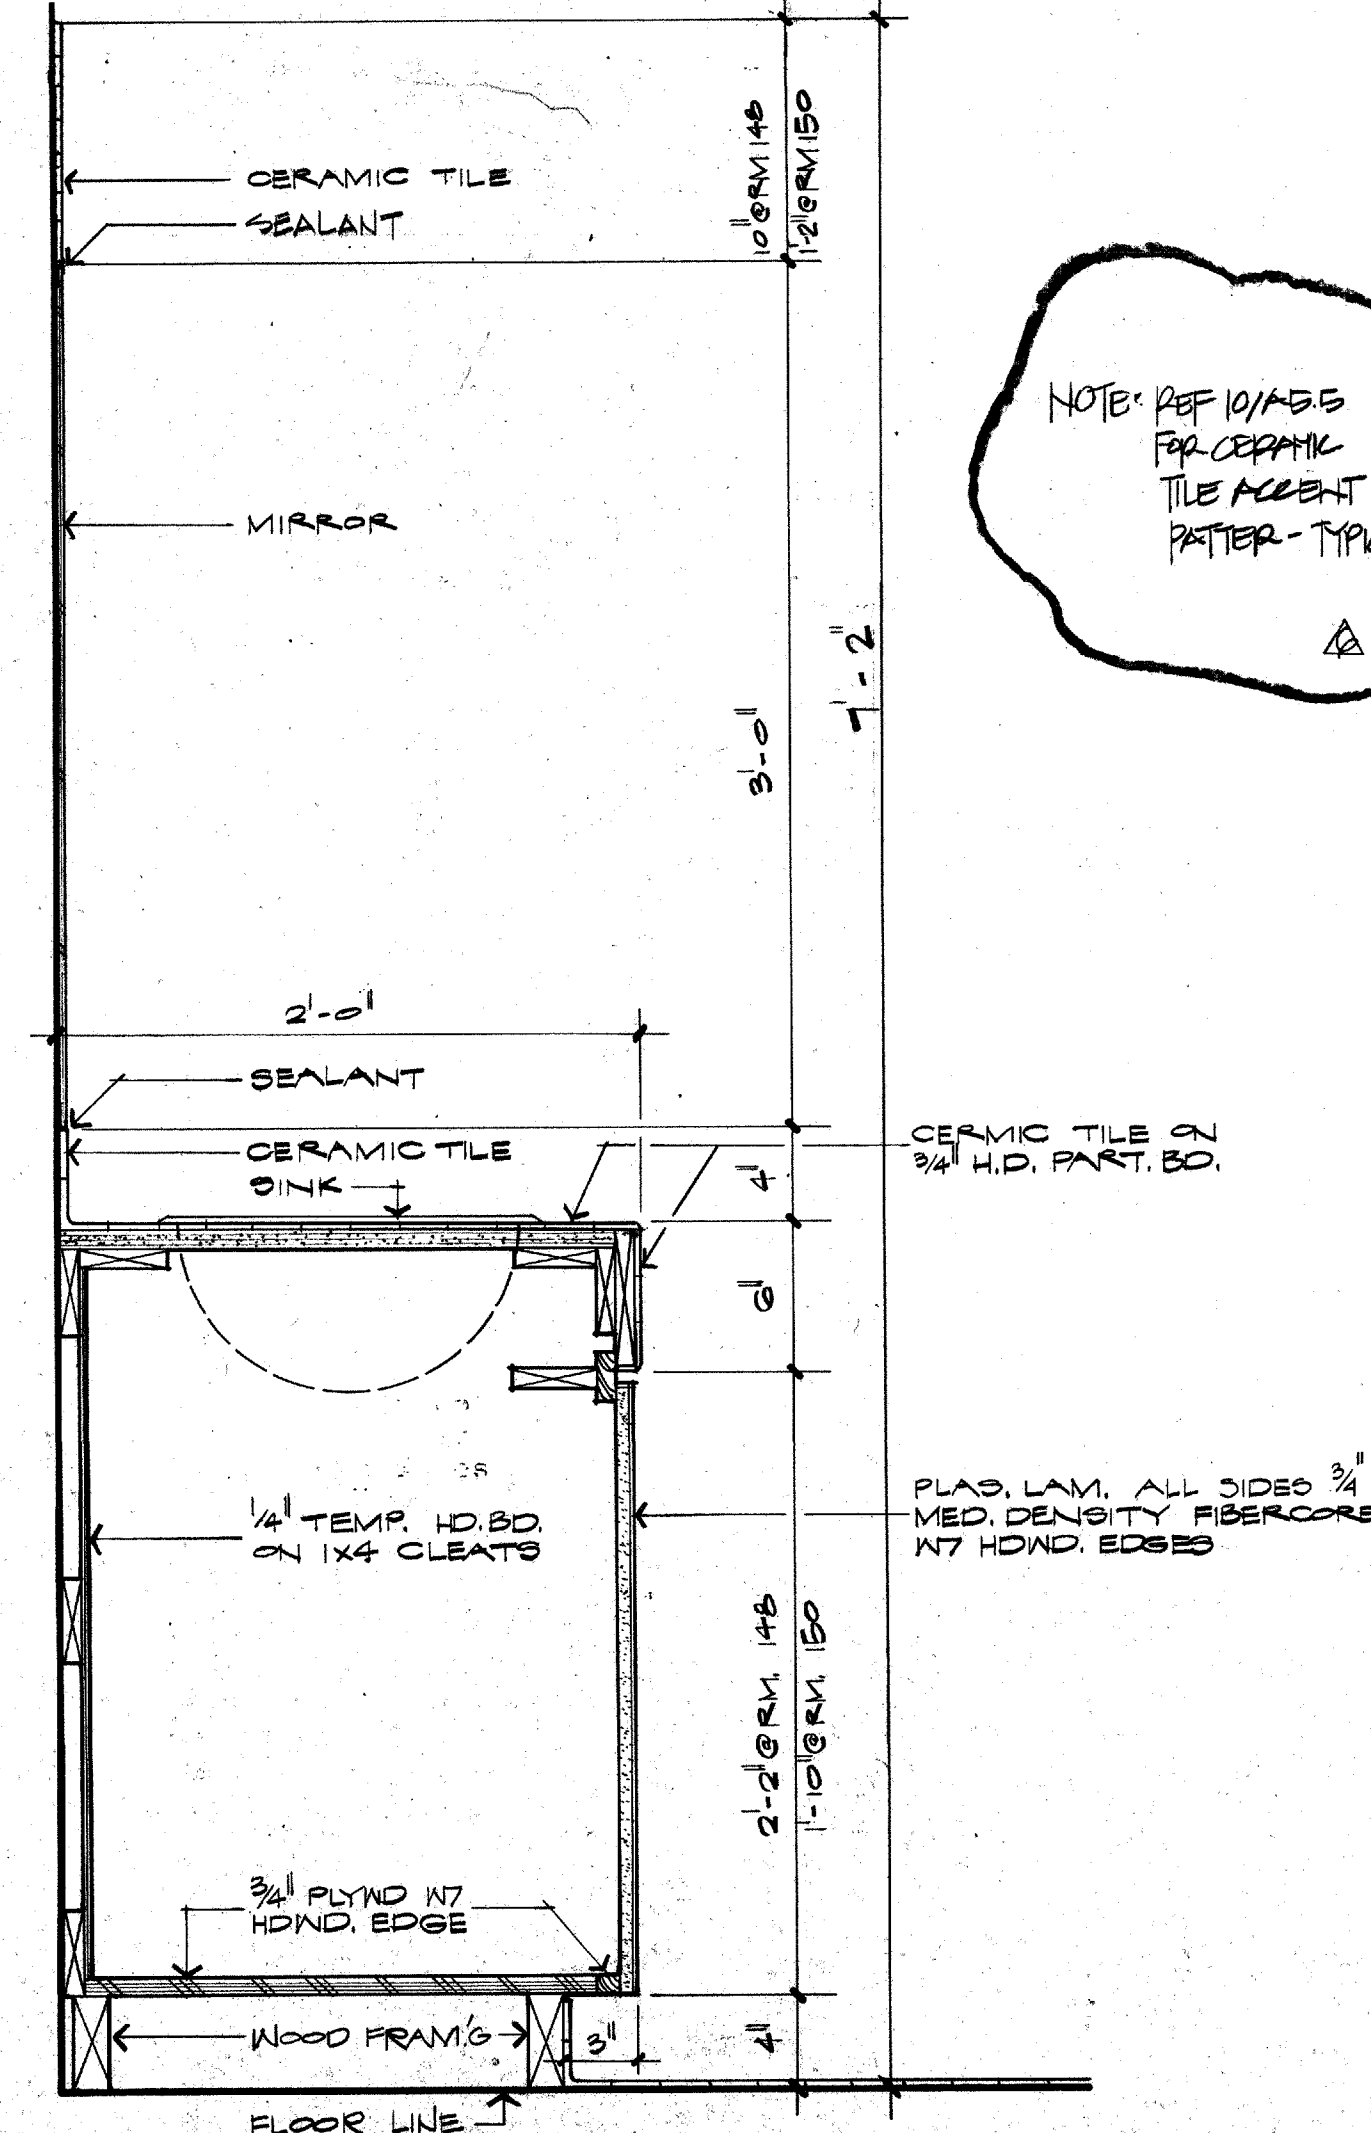 10" @ RM 148
1'-2" @ RM 150
CERAMIC TILE
SEALANT
NOTE: REF 10/A5.5
FOR CERAMIC
TILE ACCENT
PATTER - TYPI
6
MIRROR
7'-2"
3'-0"
2'-0"
SEALANT
CERAMIC TILE
SINK
CERMIC TILE ON
3/4" H.D. PART. BD.
4"
6"
1/4" TEMP. HD. BD.
ON 1X4 CLEATS
PLAS. LAM. ALL SIDES 3/4"
MED. DENSITY FIBERCORE
W/ HDWD. EDGES
2'-2" @ RM. 148
1'-10" @ RM. 150
3/4" PLYWD W/
HDWD. EDGE
WOOD FRAM'G
3"
4"
FLOOR LINE